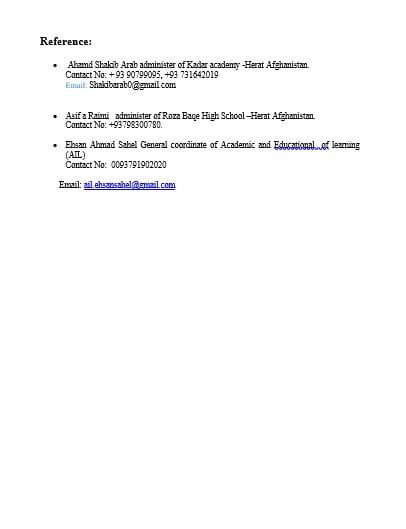 Reference:
• Ahamd Shakib Arab administer of Kadar academy -Herat Afghanistan.
Contact No: + 93 90799095, +93 731642019
Email: Shakibarab0@gmail.com
• Asif a Raimi administer of Roza Baqe High School –Herat Afghanistan.
Contact No: +93798300780.
• Ehsan Ahmad Sahel General coordinate of Academic and Educational of learning
(AIL)
Contact No: 0093791902020
Email: ail.ehsansahel@gmail.com